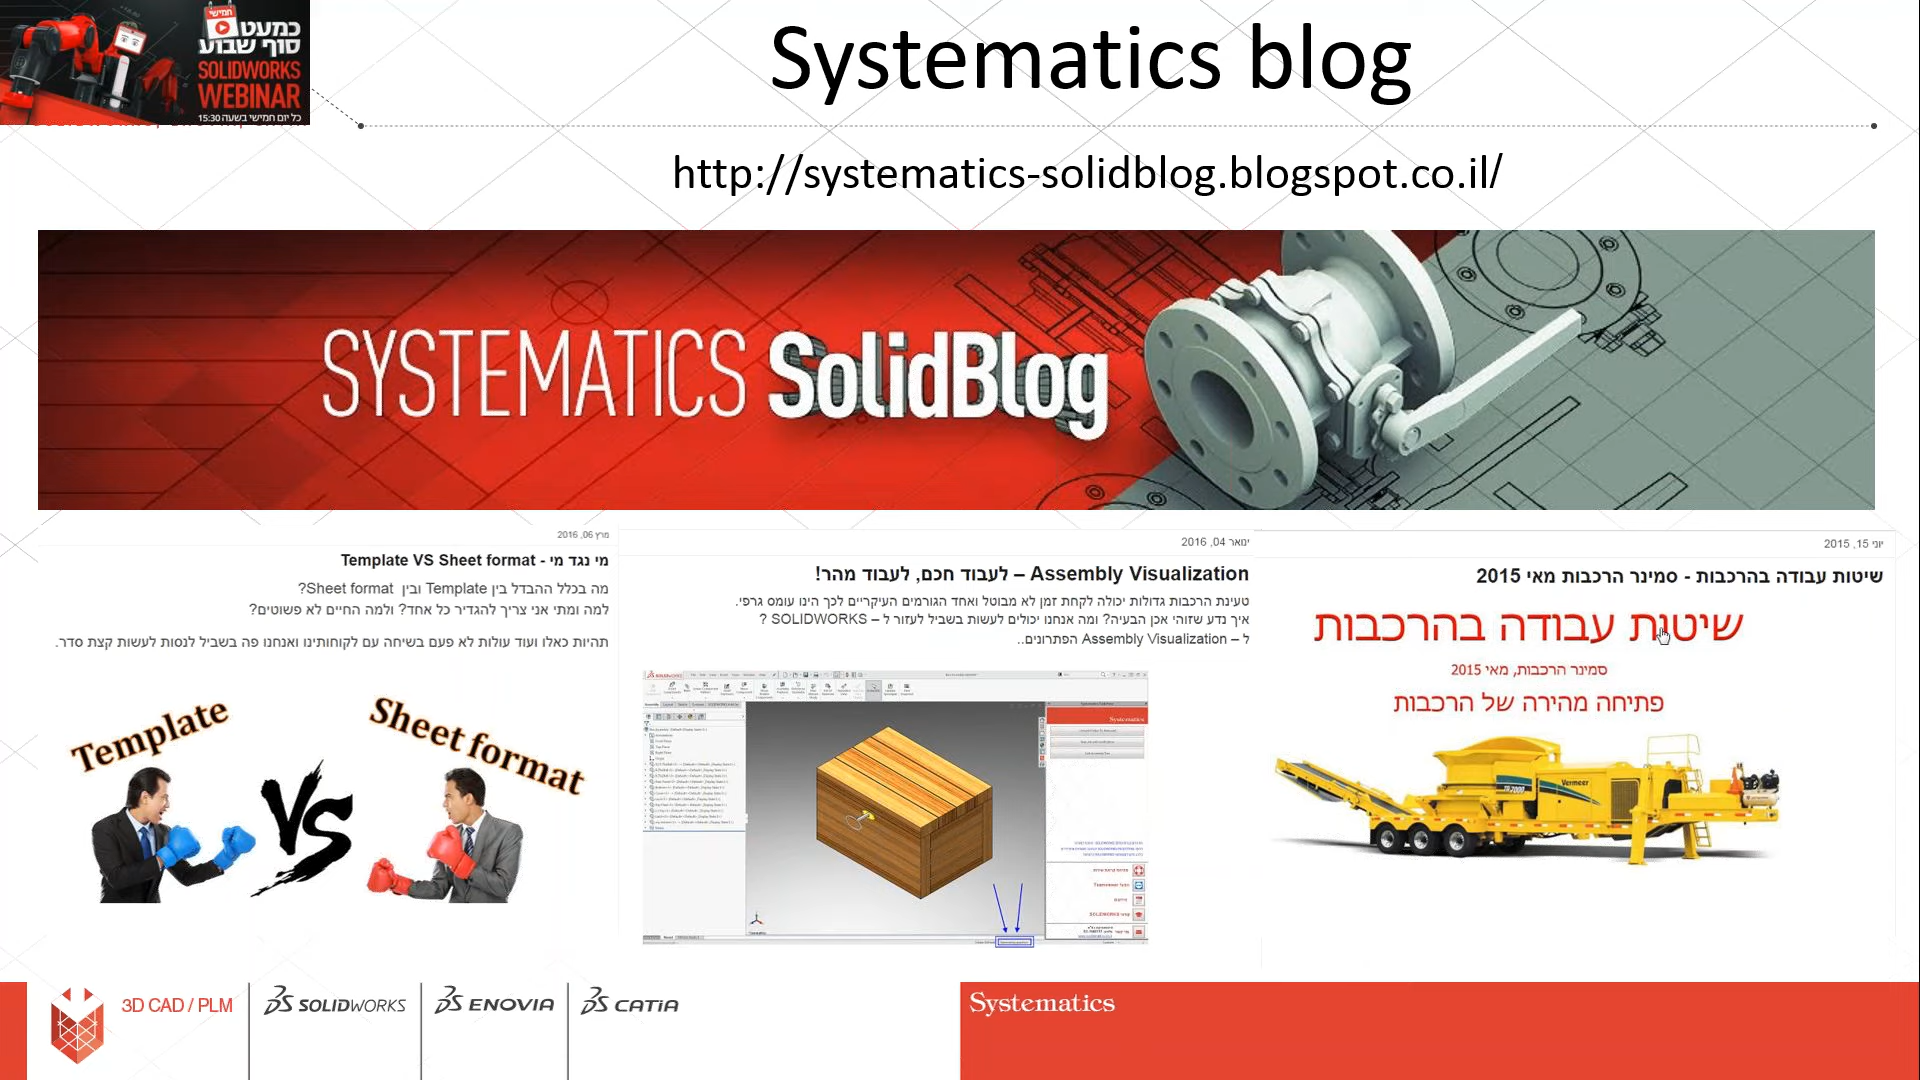 חמישי
כמעט
סוף שבוע
SOLIDWORKS
WEBINAR
כל יום חמישי בשעה 15:30
Systematics blog
http://systematics-solidblog.blogspot.co.il/
SYSTEMATICS SolidBlog
מרץ 06, 2016
מי נגד מי - Template VS Sheet format
מה בכלל ההבדל בין Template ובין Sheet format?
למה ומתי אני צריך להגדיר כל אחד? ולמה החיים לא פשוטים?
תהיות כאלו ועוד עולות לא פעם בשיחה עם לקוחותינו ואנחנו פה בשביל לנסות לעשות קצת סדר.
Template
VS
Sheet format
ינואר 04, 2016
Assembly Visualization – לעבוד חכם, לעבוד מהר!
טעינת הרכבות גדולות יכולה לקחת זמן לא מבוטל ואחד הגורמים העיקריים לכך הינו עומס גרפי.
איך נדע שזוהי אכן הבעיה? ומה אנחנו יכולים לעשות בשביל לעזור ל – SOLIDWORKS ?
ל – Assembly Visualization הפתרונים..
Systematics
יוני 15, 2015
שיטות עבודה בהרכבות - סמינר הרכבות מאי 2015
שיטות עבודה בהרכבות
סמינר הרכבות, מאי 2015
פתיחה מהירה של הרכבות
Vermeer
3D CAD / PLM
SOLIDWORKS
ENOVIA
CATIA
Systematics